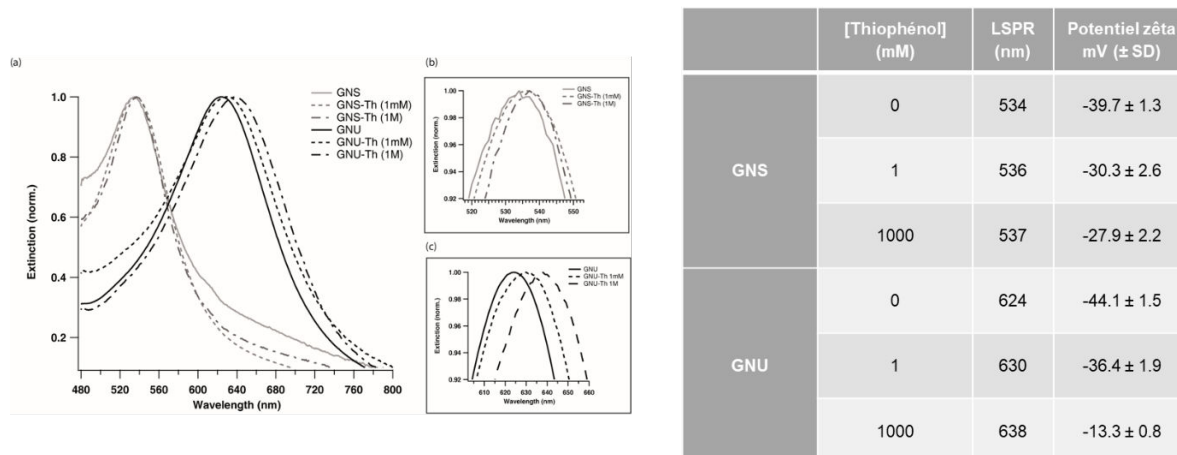 (a)
1.0
0.8
0.6
0.4
0.2
Extinction (norm.)
480 520 560 600 640 680 720 760 800
Wavelength (nm)
GNS
GNS-Th (1mM)
GNS-Th (1M)
GNU
GNU-Th (1mM)
GNU-Th (1M)
(b)
1.00
0.98
0.96
0.94
0.92
Extinction (norm.)
520 530 540 550
Wavelength (nm)
GNS
GNS-Th (1mM)
GNS-Th (1M)
(c)
1.00
0.98
0.96
0.94
0.92
Extinction (norm.)
610 620 630 640 650 660
Wavelength (nm)
GNU
GNU-Th 1mM
GNU-Th 1M
[Thiophénol] LSPR Potentiel zêta
(mM) (nm) mV (± SD)
GNS
0 534 -39.7 ± 1.3
1 536 -30.3 ± 2.6
1000 537 -27.9 ± 2.2
GNU
0 624 -44.1 ± 1.5
1 630 -36.4 ± 1.9
1000 638 -13.3 ± 0.8